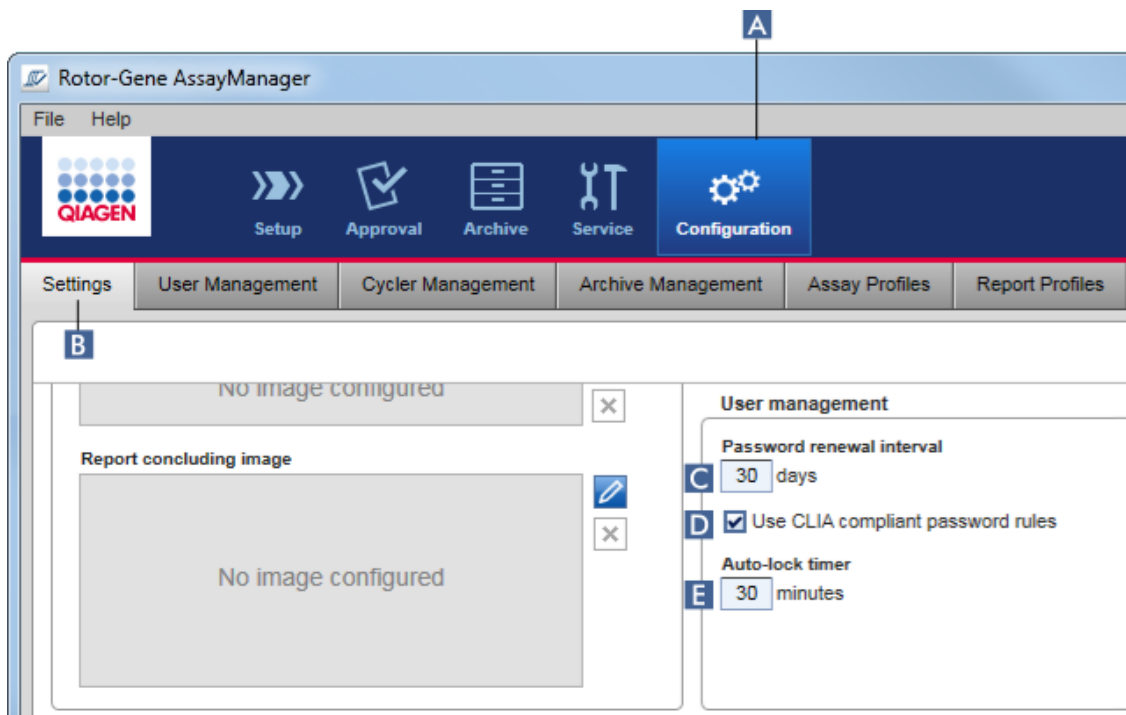 A
Rotor-Gene AssayManager
File Help
QIAGEN
Setup Approval Archive Service Configuration
Settings User Management Cycler Management Archive Management Assay Profiles Report Profiles
B
No image configured
Report concluding image
No image configured
User management
Password renewal interval
C 30 days
D Use CLIA compliant password rules
Auto-lock timer
E 30 minutes